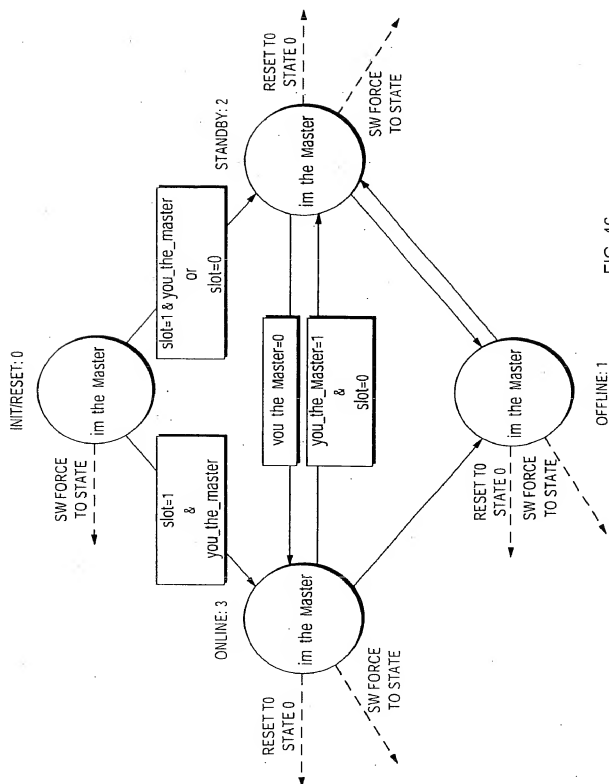 INIT/RESET: 0
im the Master
SW FORCE
TO STATE
slot=1
&
you_the_master
slot=1 & you_the_master
or
slot=0
ONLINE: 3
im the Master
RESET TO
STATE 0
SW FORCE
TO STATE
you the Master=0
you_the_Master=1
&
slot=0
STANDBY: 2
im the Master
RESET TO
STATE 0
SW FORCE
TO STATE
im the Master
OFFLINE: 1
RESET TO
STATE 0
SW FORCE
TO STATE